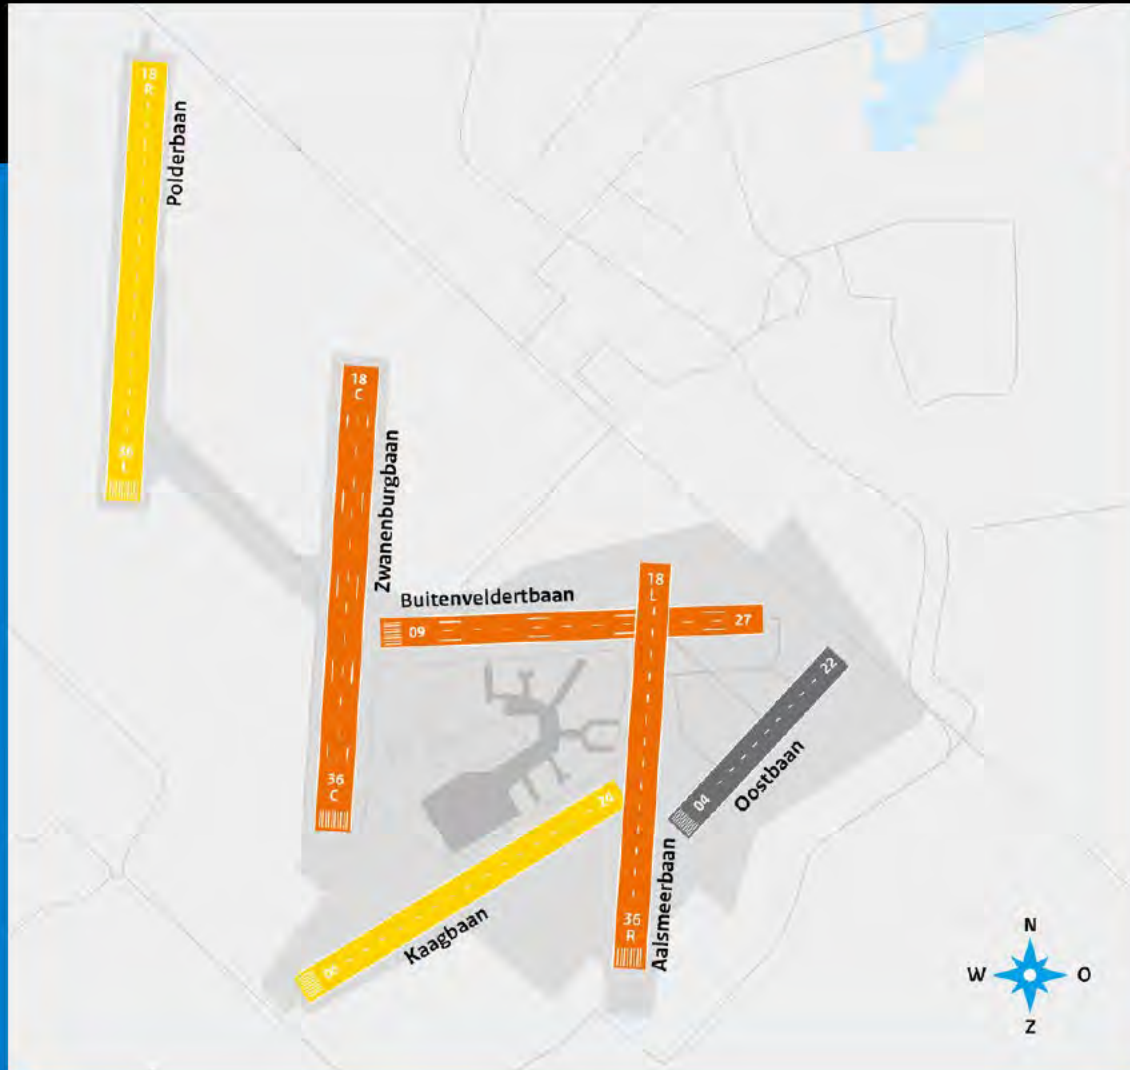 18
R
Polderbaan
18
C
Zwanenburgbaan
Buitenveldertbaan
18
L
09
27
22
36
C
24
04
Oostbaan
Kaagbaan
36
R
Aalsmeerbaan
N
W
O
Z